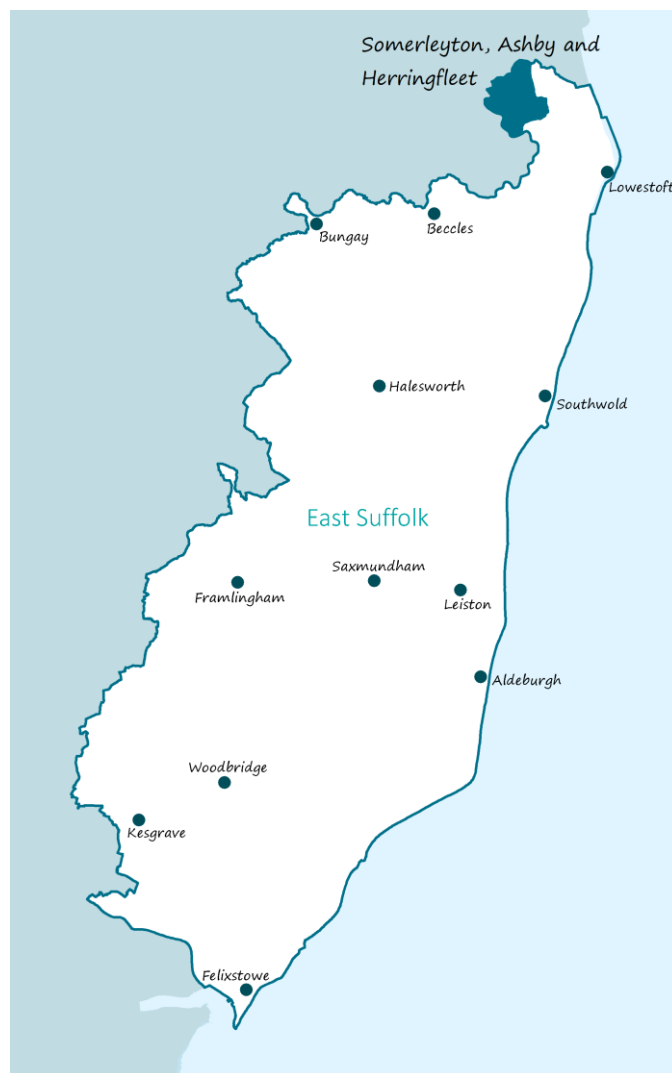 Somerleyton, Ashby and
Herringfleet
Lowestoft
Beccles
Bungay
Halesworth
Southwold
East Suffolk
Saxmundham
Framlingham
Leiston
Aldeburgh
Woodbridge
Kesgrave
Felixstowe